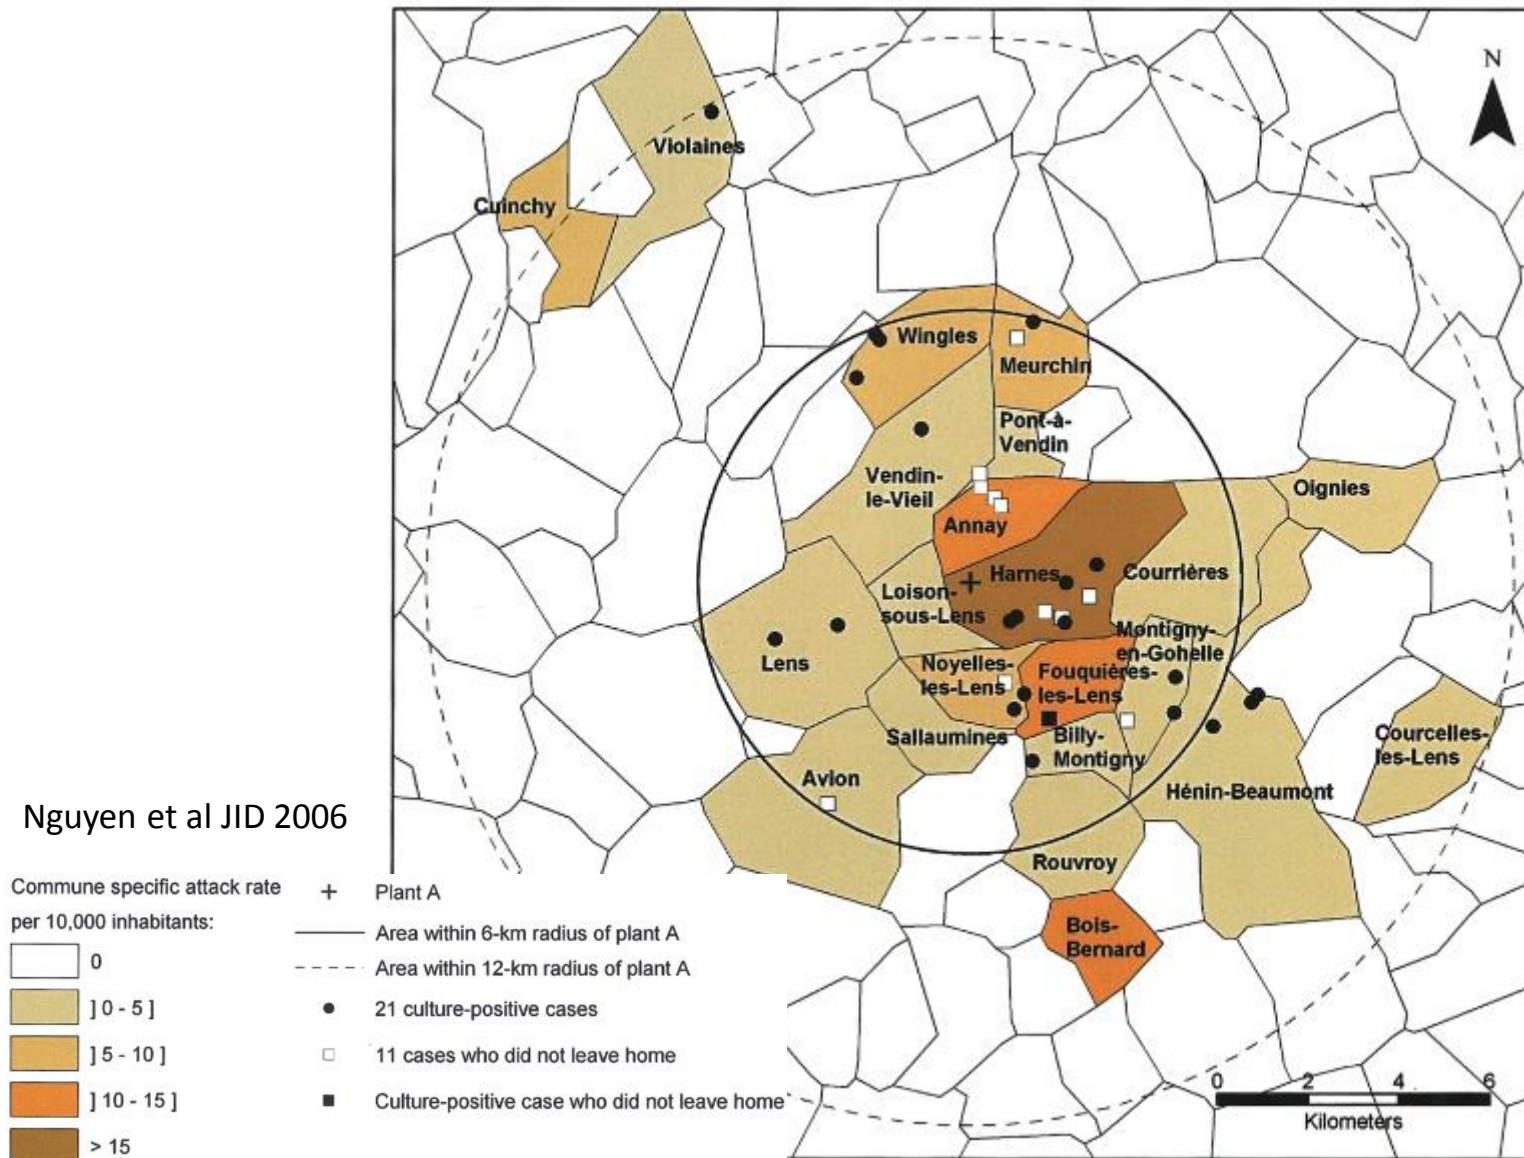 N
Violaines
Cuinchy
Wingles
Meurchin
Pont-à-
Vendin
Vendin-
le-Vieil
Oignies
Annay
Harnes
Courrières
Loison-
sous-Lens
Montigny-
en-Gohelle
Lens
Noyelles-
les-Lens
Fouquières-
les-Lens
Sallaumines
Billy-
Montigny
Courcelles-
les-Lens
Avion
Hénin-Beaumont
Rouvroy
Bois-
Bernard
0 2 4 6
Kilometers
Nguyen et al JID 2006
Commune specific attack rate
per 10,000 inhabitants:
0
] 0 - 5 ]
] 5 - 10 ]
] 10 - 15 ]
> 15
Plant A
Area within 6-km radius of plant A
Area within 12-km radius of plant A
21 culture-positive cases
11 cases who did not leave home
Culture-positive case who did not leave home